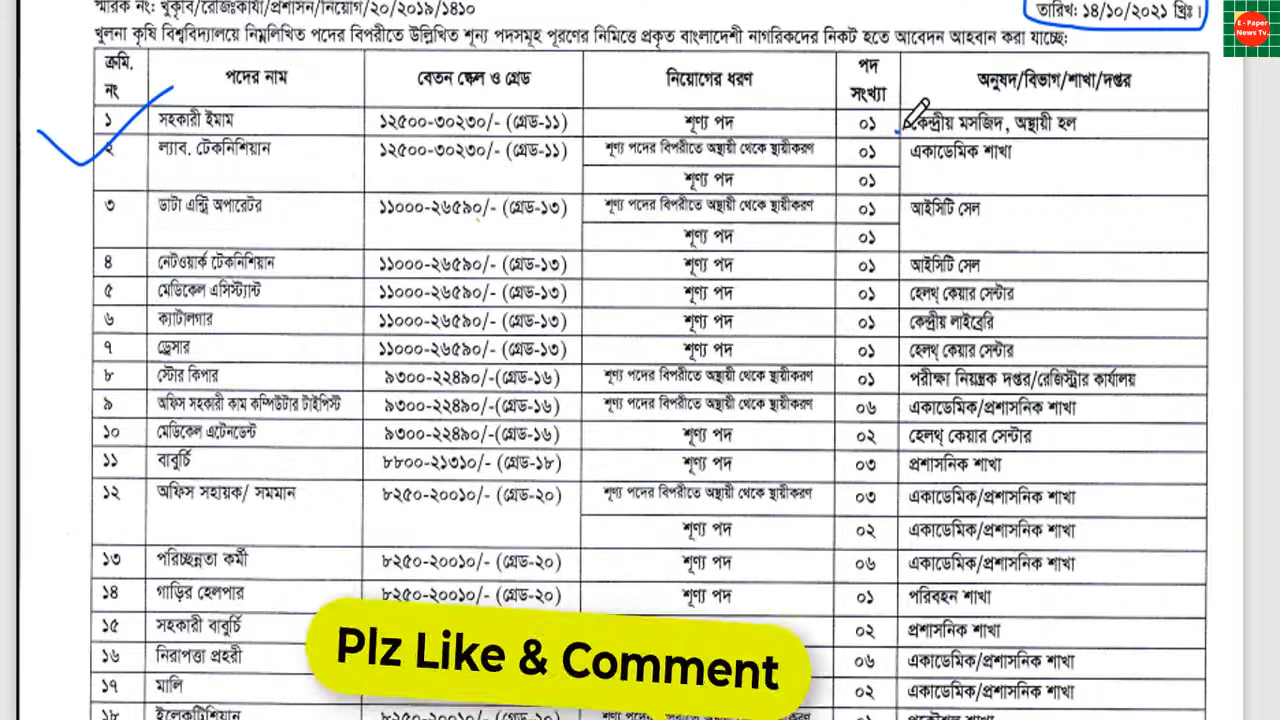 স্মারক নং: খুকৃবি/রেজিঃকার্যা/প্রশাসন/নিয়োগ/২০/২০১৯/১৪১০
তারিখ: ১৪/১০/২০২১ খ্রিঃ।
E - Paper
News Tv.
খুলনা কৃষি বিশ্ববিদ্যালয়ে নিম্নলিখিত পদের বিপরীতে উল্লিখিত শূন্য পদসমূহ পূরণের নিমিত্তে প্রকৃত বাংলাদেশী নাগরিকদের নিকট হতে আবেদন আহবান করা যাচ্ছে:
ক্রমি. নং পদের নাম বেতন স্কেল ও গ্রেড নিয়োগের ধরণ পদ সংখ্যা অনুষদ/বিভাগ/শাখা/দপ্তর
১ সহকারী ইমাম ১২৫০০-৩০২৩০/- (গ্রেড-১১) শূণ্য পদ ০১ কেন্দ্রীয় মসজিদ, অস্থায়ী হল
২ ল্যাব. টেকনিশিয়ান ১২৫০০-৩০২৩০/- (গ্রেড-১১) শূণ্য পদের বিপরীতে অস্থায়ী থেকে স্থায়ীকরণ ০১ একাডেমিক শাখা
শূণ্য পদ ০১
৩ ডাটা এন্ট্রি অপারেটর ১১০০০-২৬৫৯০/- (গ্রেড-১৩) শূণ্য পদের বিপরীতে অস্থায়ী থেকে স্থায়ীকরণ ০১ আইসিটি সেল
শূণ্য পদ ০১
৪ নেটওয়ার্ক টেকনিশিয়ান ১১০০০-২৬৫৯০/- (গ্রেড-১৩) শূণ্য পদ ০১ আইসিটি সেল
৫ মেডিকেল এসিস্ট্যান্ট ১১০০০-২৬৫৯০/- (গ্রেড-১৩) শূণ্য পদ ০১ হেলথ্ কেয়ার সেন্টার
৬ ক্যাটালগার ১১০০০-২৬৫৯০/- (গ্রেড-১৩) শূণ্য পদ ০১ কেন্দ্রীয় লাইব্রেরি
৭ ড্রেসার ১১০০০-২৬৫৯০/- (গ্রেড-১৩) শূণ্য পদ ০১ হেলথ্ কেয়ার সেন্টার
৮ স্টোর কিপার ৯৩০০-২২৪৯০/-(গ্রেড-১৬) শূণ্য পদের বিপরীতে অস্থায়ী থেকে স্থায়ীকরণ ০১ পরীক্ষা নিয়ন্ত্রক দপ্তর/রেজিস্ট্রার কার্যালয়
৯ অফিস সহকারী কাম কম্পিউটার টাইপিস্ট ৯৩০০-২২৪৯০/-(গ্রেড-১৬) শূণ্য পদের বিপরীতে অস্থায়ী থেকে স্থায়ীকরণ ০৬ একাডেমিক/প্রশাসনিক শাখা
১০ মেডিকেল এটেনডেন্ট ৯৩০০-২২৪৯০/-(গ্রেড-১৬) শূণ্য পদ ০২ হেলথ্ কেয়ার সেন্টার
১১ বাবুর্চি ৮৮০০-২১৩১০/- (গ্রেড-১৮) শূণ্য পদ ০৩ প্রশাসনিক শাখা
১২ অফিস সহায়ক/ সমমান ৮২৫০-২০০১০/- (গ্রেড-২০) শূণ্য পদের বিপরীতে অস্থায়ী থেকে স্থায়ীকরণ ০৩ একাডেমিক/প্রশাসনিক শাখা
শূণ্য পদ ০২ একাডেমিক/প্রশাসনিক শাখা
১৩ পরিচ্ছন্নতা কর্মী ৮২৫০-২০০১০/- (গ্রেড-২০) শূণ্য পদ ০৬ একাডেমিক/প্রশাসনিক শাখা
১৪ গাড়ির হেলপার ৮২৫০-২০০১০/- (গ্রেড-২০) শূণ্য পদ ০১ পরিবহন শাখা
১৫ সহকারী বাবুর্চি ০২ প্রশাসনিক শাখা
১৬ নিরাপত্তা প্রহরী ০৬ একাডেমিক/প্রশাসনিক শাখা
১৭ মালি ০২ একাডেমিক/প্রশাসনিক শাখা
১৮ ইলেকট্রিশিয়ান ০১
Plz Like & Comment